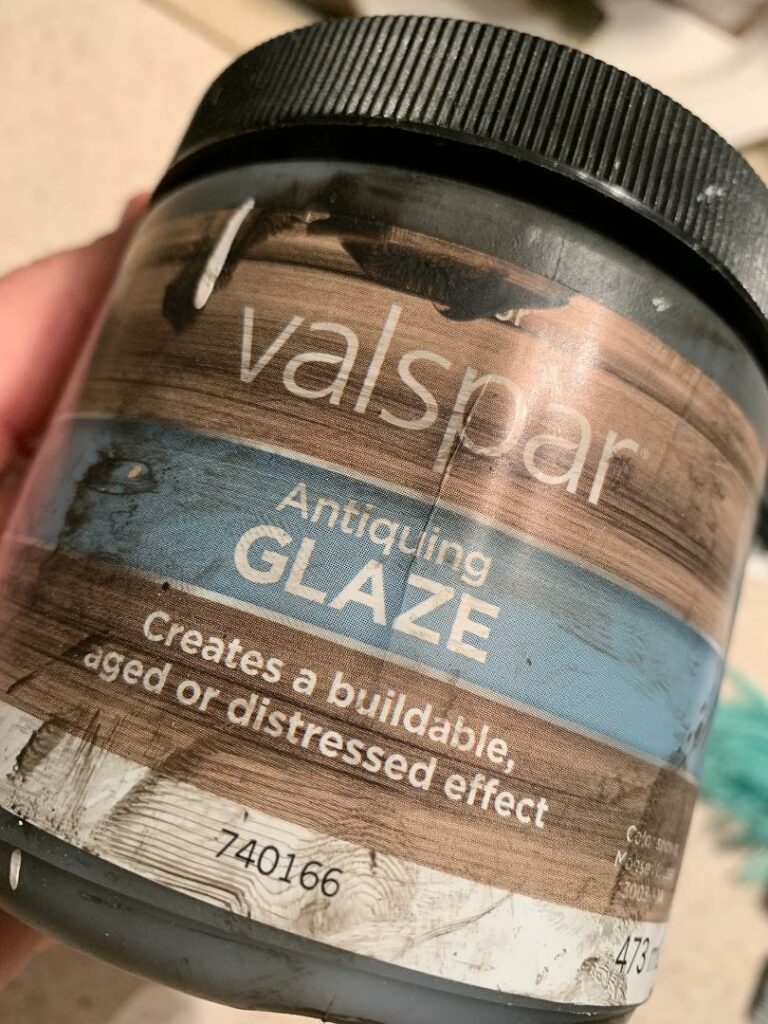 valspar®
Antiquing
GLAZE
Creates a buildable,
aged or distressed effect
740166
473